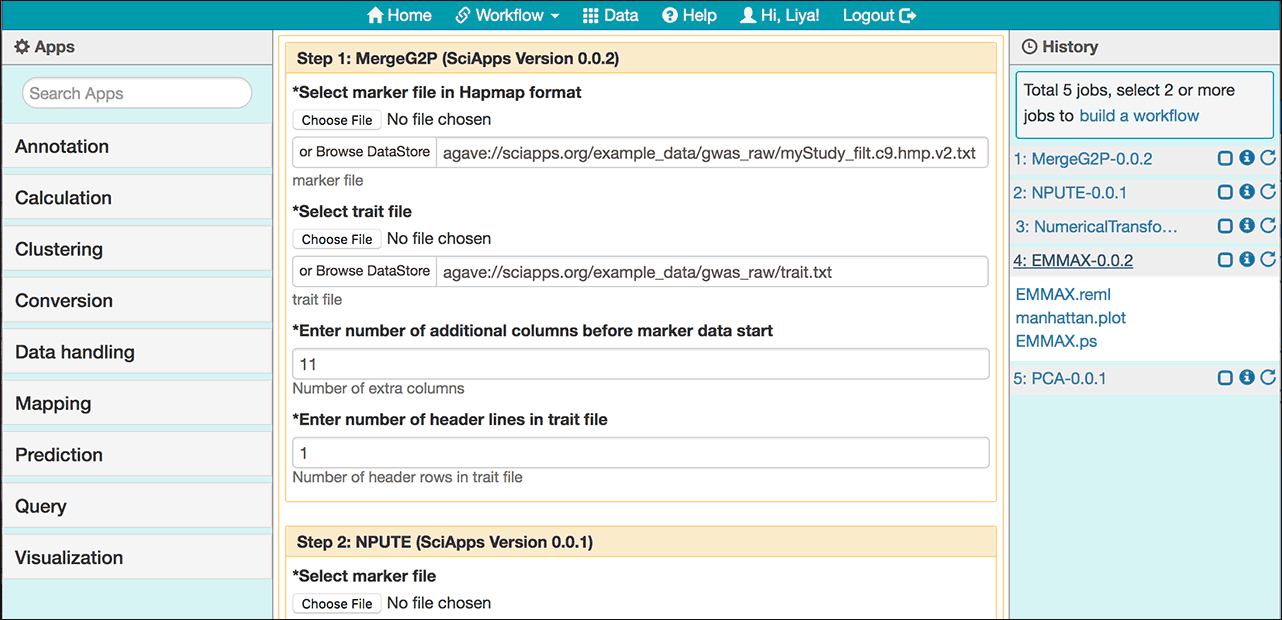 Home Workflow Data Help Hi, Liya! Logout
Apps
Search Apps
Annotation
Calculation
Clustering
Conversion
Data handling
Mapping
Prediction
Query
Visualization
Step 1: MergeG2P (SciApps Version 0.0.2)
*Select marker file in Hapmap format
Choose File No file chosen
or Browse DataStore agave://sciapps.org/example_data/gwas_raw/myStudy_filt.c9.hmp.v2.txt
marker file
*Select trait file
Choose File No file chosen
or Browse DataStore agave://sciapps.org/example_data/gwas_raw/trait.txt
trait file
*Enter number of additional columns before marker data start
11
Number of extra columns
*Enter number of header lines in trait file
1
Number of header rows in trait file
Step 2: NPUTE (SciApps Version 0.0.1)
*Select marker file
Choose File No file chosen
History
Total 5 jobs, select 2 or more
jobs to build a workflow
1: MergeG2P-0.0.2
2: NPUTE-0.0.1
3: NumericalTransfo...
4: EMMAX-0.0.2
EMMAX.reml
manhattan.plot
EMMAX.ps
5: PCA-0.0.1